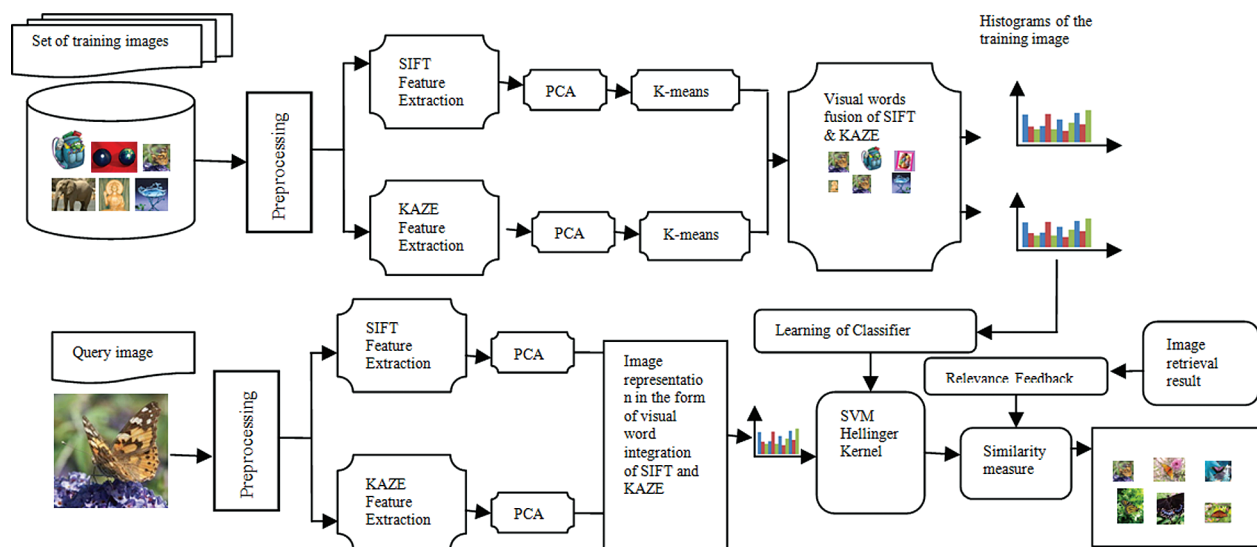 Set of training images
Preprocessing
SIFT
Feature
Extraction
PCA
K-means
KAZE
Feature
Extraction
PCA
K-means
Visual words
fusion of SIFT
& KAZE
Histograms of the
training image
Query image
Preprocessing
SIFT
Feature
Extraction
PCA
KAZE
Feature
Extraction
PCA
Image
representatio
n in the form
of visual
word
integration
of SIFT and
KAZE
Learning of Classifier
SVM
Hellinger
Kernel
Relevance Feedback
Image
retrieval
result
Similarity
measure